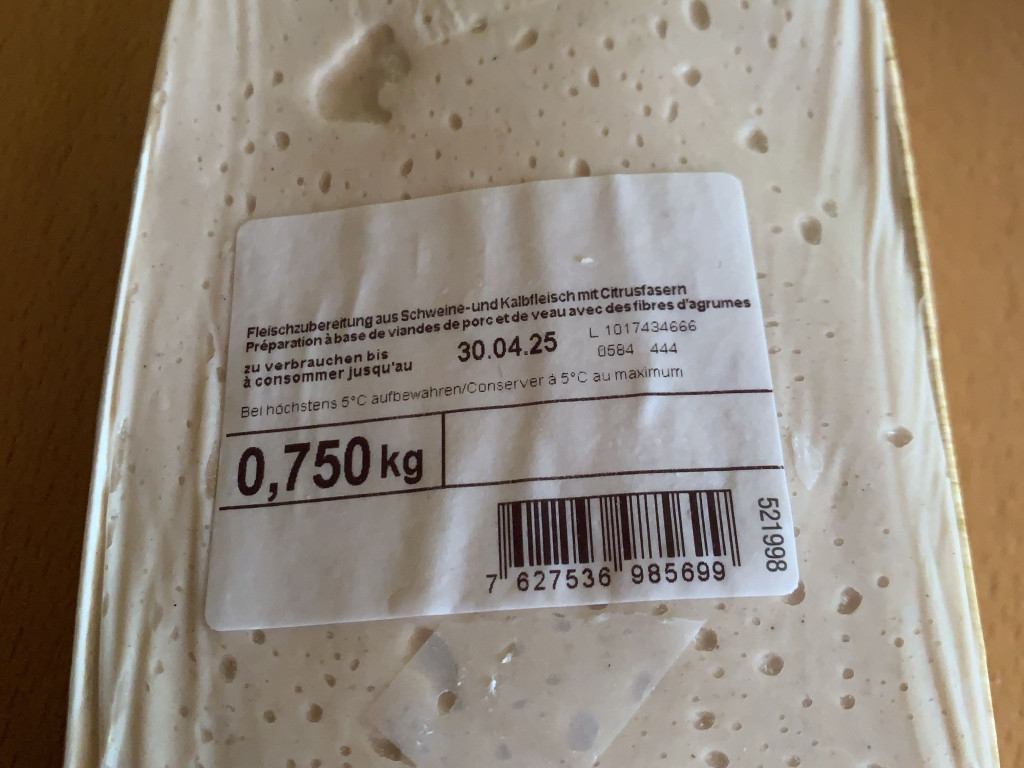 Fleischzubereitung aus Schweine- und Kalbfleisch mit Citrusfasern
Préparation à base de viandes de porc et de veau avec des fibres d'agrumes
zu verbrauchen bis
à consommer jusqu'au
30.04.25
L 1017434666
0584 444
Bei höchstens 5°C aufbewahren/Conserver à 5°C au maximum
0,750 kg
521998
7 627536 985699